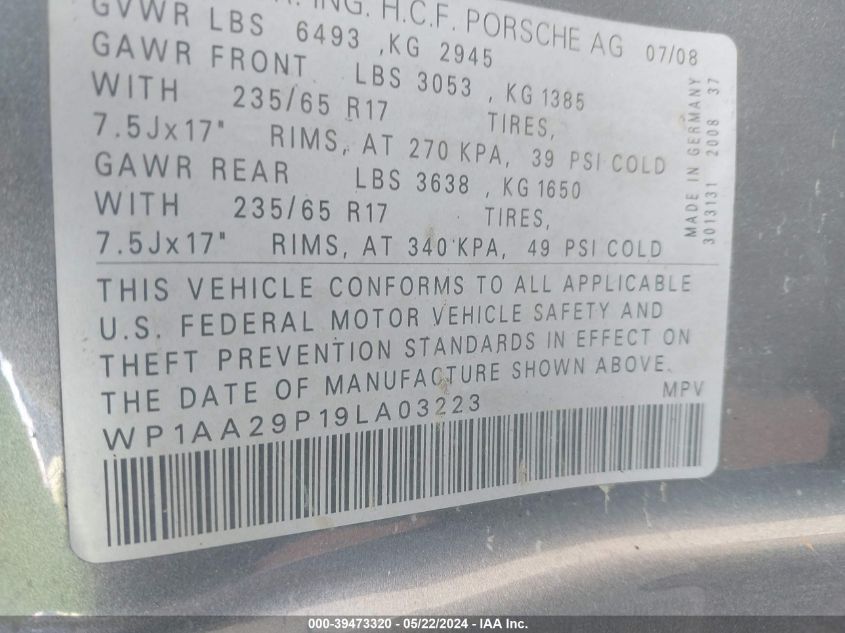 ING. H.C.F. PORSCHE AG 07/08
GVWR LBS 6493 , KG 2945
GAWR FRONT LBS 3053 , KG 1385
WITH 235/65 R17 TIRES,
7.5Jx17" RIMS, AT 270 KPA, 39 PSI COLD
GAWR REAR LBS 3638 , KG 1650
WITH 235/65 R17 TIRES,
7.5Jx17" RIMS, AT 340 KPA, 49 PSI COLD
MADE IN GERMANY
3013131 2008 37
THIS VEHICLE CONFORMS TO ALL APPLICABLE
U.S. FEDERAL MOTOR VEHICLE SAFETY AND
THEFT PREVENTION STANDARDS IN EFFECT ON
THE DATE OF MANUFACTURE SHOWN ABOVE.
MPV
WP1AA29P19LA03223
000-39473320 - 05/22/2024 - IAA Inc.